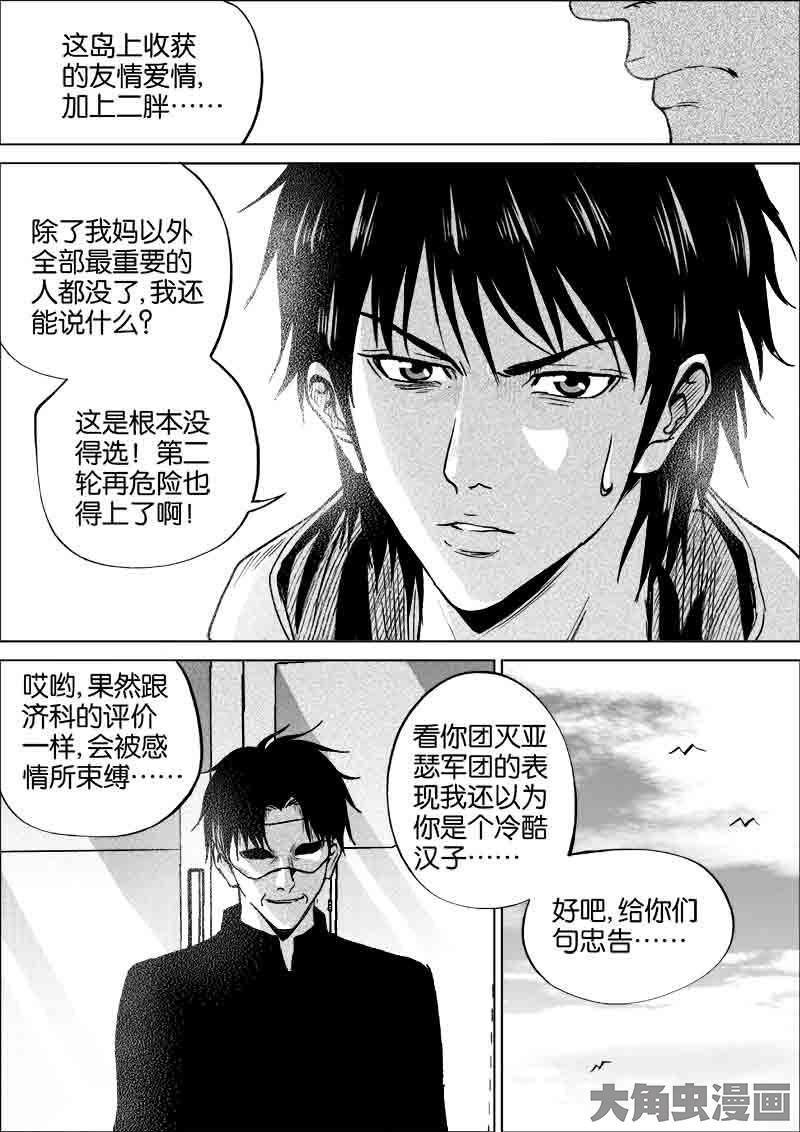 这岛上收获
的友情爱情，
加上二胖……
除了我妈以外
全部最重要的
人都没了，我还
能说什么？
这是根本没
得选！第二
轮再危险也
得上了啊！
哎哟，果然跟
济科的评价
一样，会被感
情所束缚……
看你团灭亚
瑟军团的表
现我还以为
你是个冷酷
汉子……
好吧，给你们
句忠告……
大角虫漫画